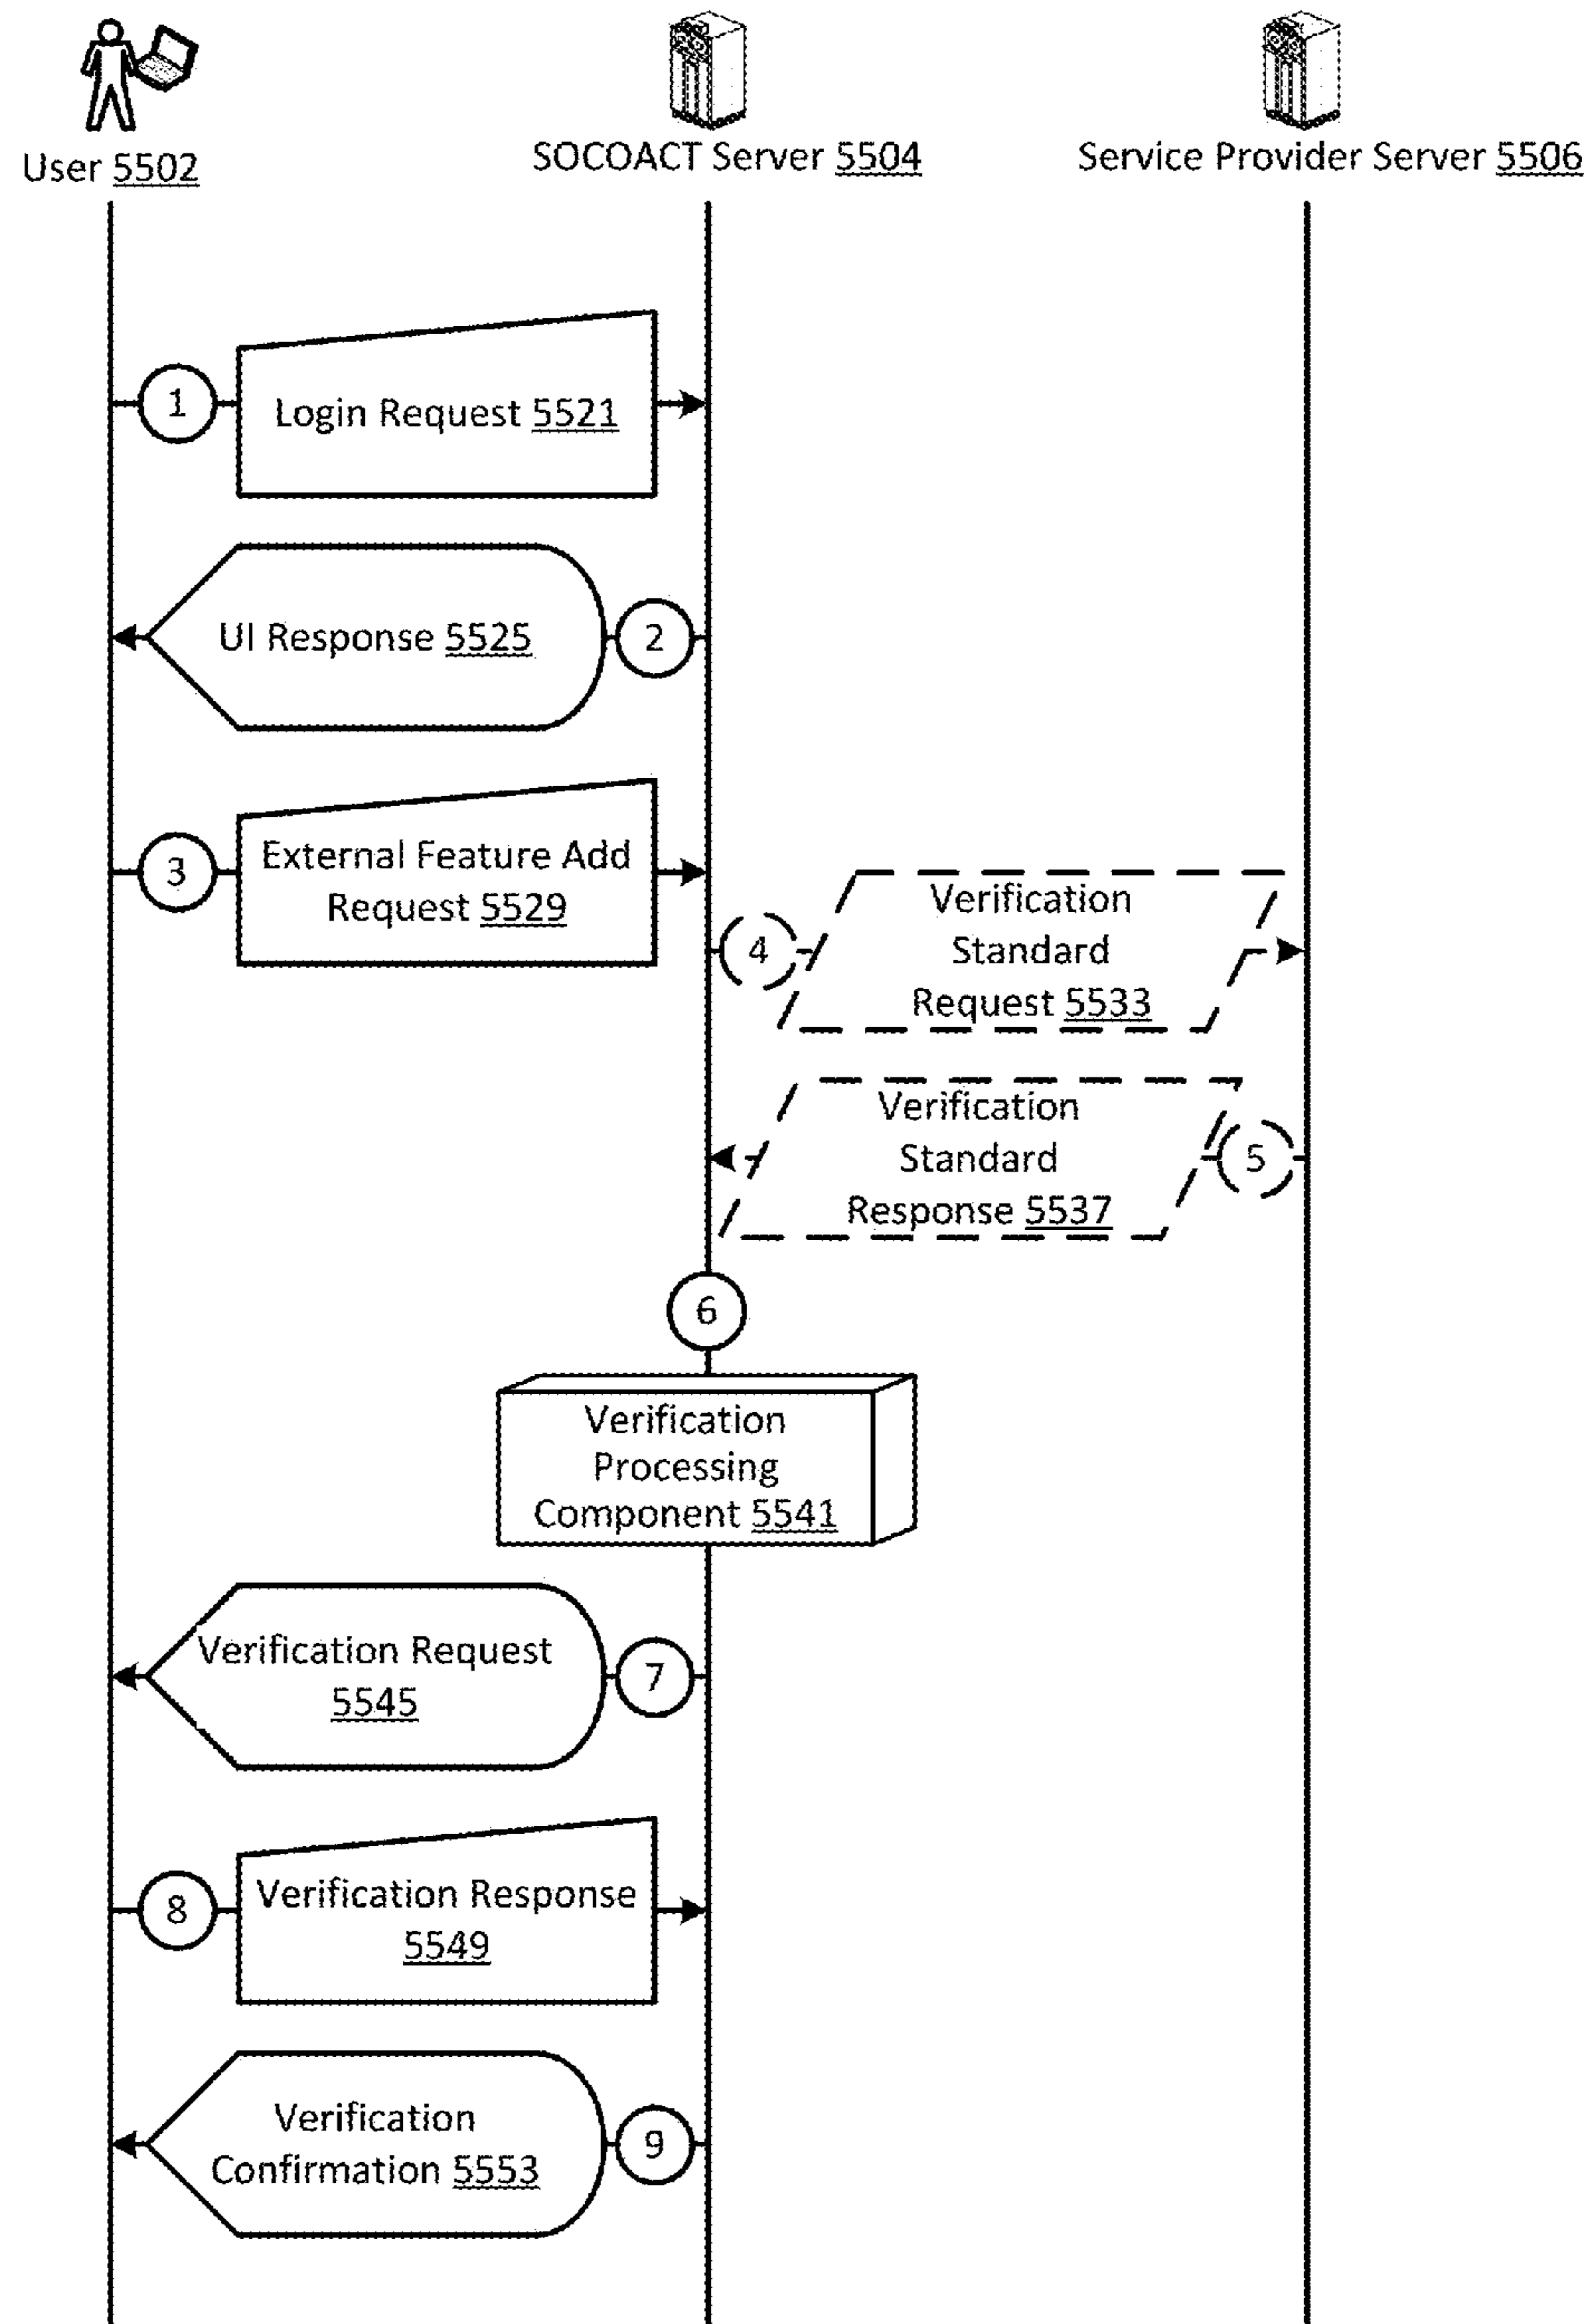 User 5502
SOCOACT Server 5504
Service Provider Server 5506
1
Login Request 5521
UI Response 5525
2
3
External Feature Add
Request 5529
4
Verification
Standard
Request 5533
Verification
Standard
Response 5537
5
6
Verification
Processing
Component 5541
Verification Request
5545
7
8
Verification Response
5549
Verification
Confirmation 5553
9